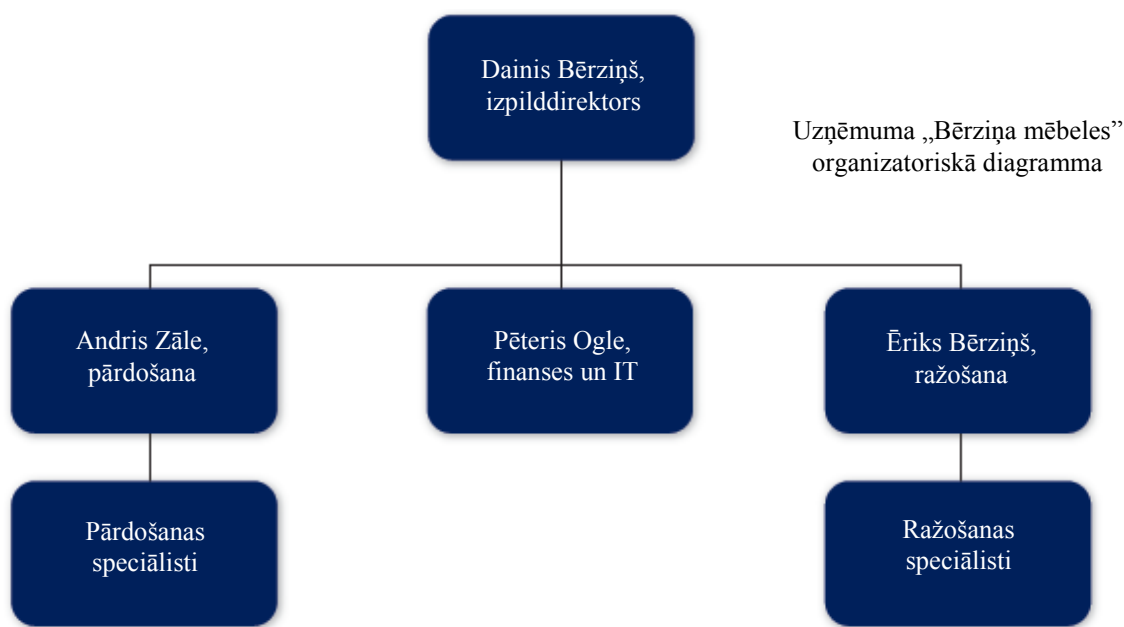 Dainis Bērziņš,
izpilddirektors
Uzņēmuma „Bērziņa mēbeles”
organizatoriskā diagramma
Andris Zāle,
pārdošana
Pēteris Ogle,
finanses un IT
Ēriks Bērziņš,
ražošana
Pārdošanas
speciālisti
Ražošanas
speciālisti